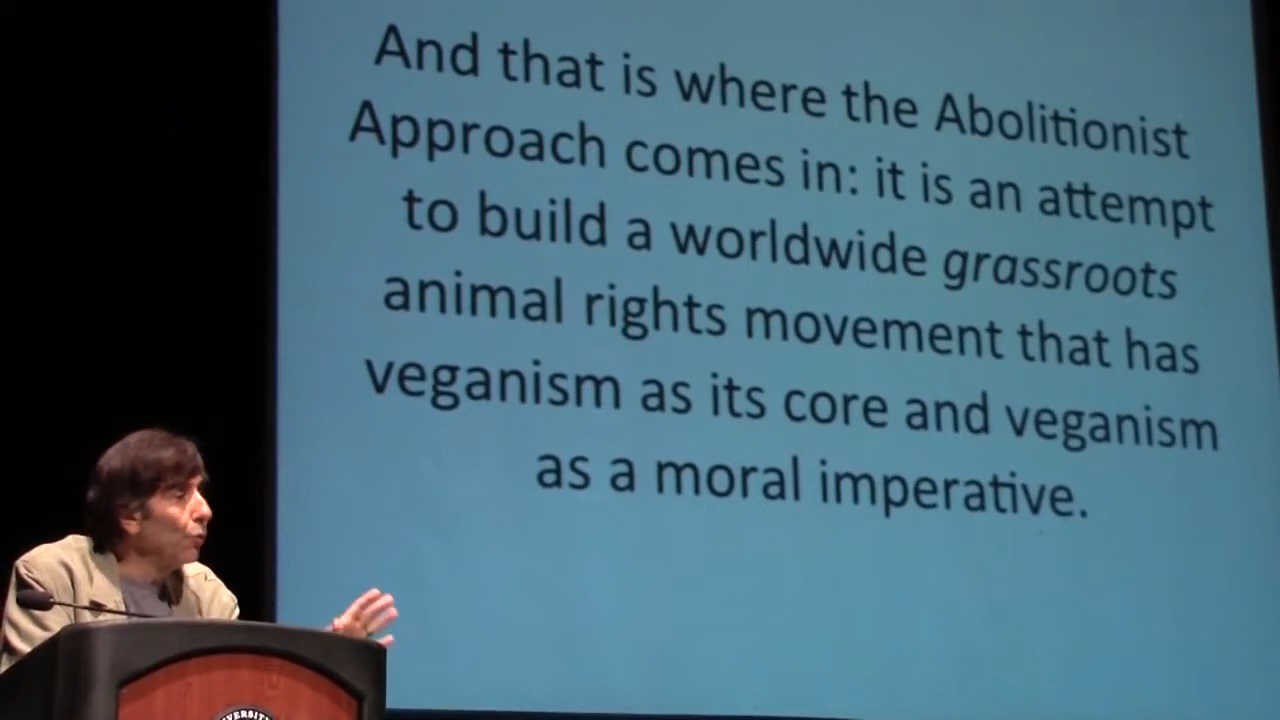 And that is where the Abolitionist
Approach comes in: it is an attempt
to build a worldwide grassroots
animal rights movement that has
veganism as its core and veganism
as a moral imperative.